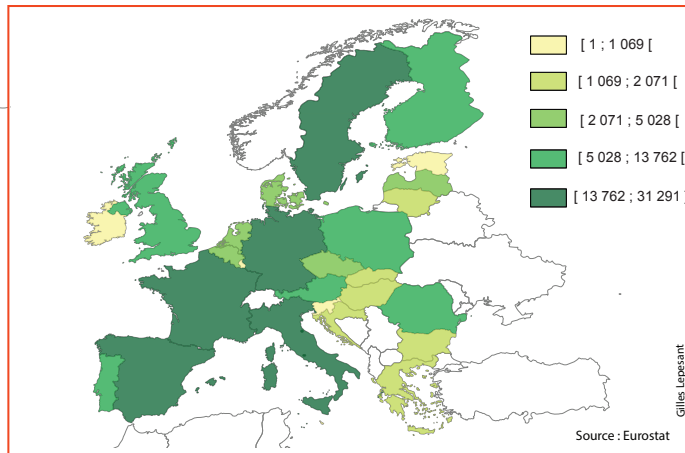 [ 1 ; 1 069 [
[ 1 069 ; 2 071 [
[ 2 071 ; 5 028 [
[ 5 028 ; 13 762 [
[ 13 762 ; 31 291 ]
Gilles Lepesant
Source : Eurostat